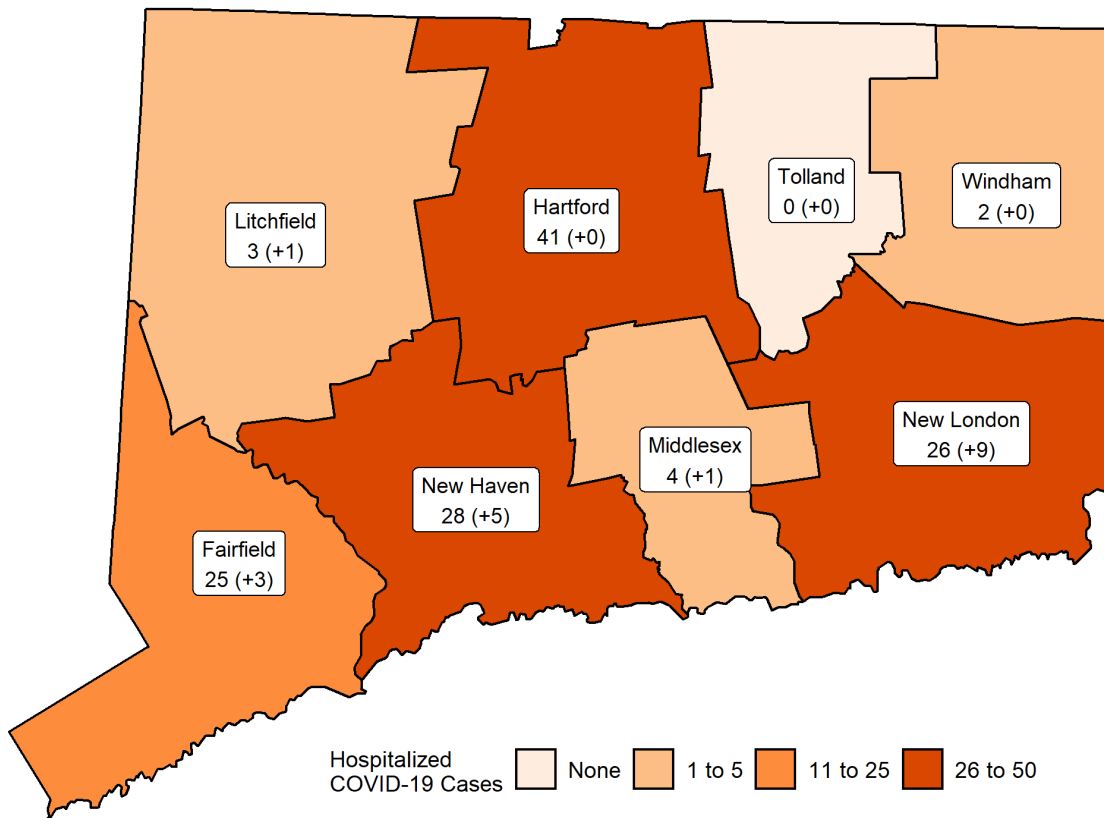 Tolland
0 (+0)
Windham
2 (+0)
Litchfield
3 (+1)
Hartford
41 (+0)
New London
26 (+9)
Middlesex
4 (+1)
New Haven
28 (+5)
Fairfield
25 (+3)
Hospitalized
COVID-19 Cases
None
1 to 5
11 to 25
26 to 50